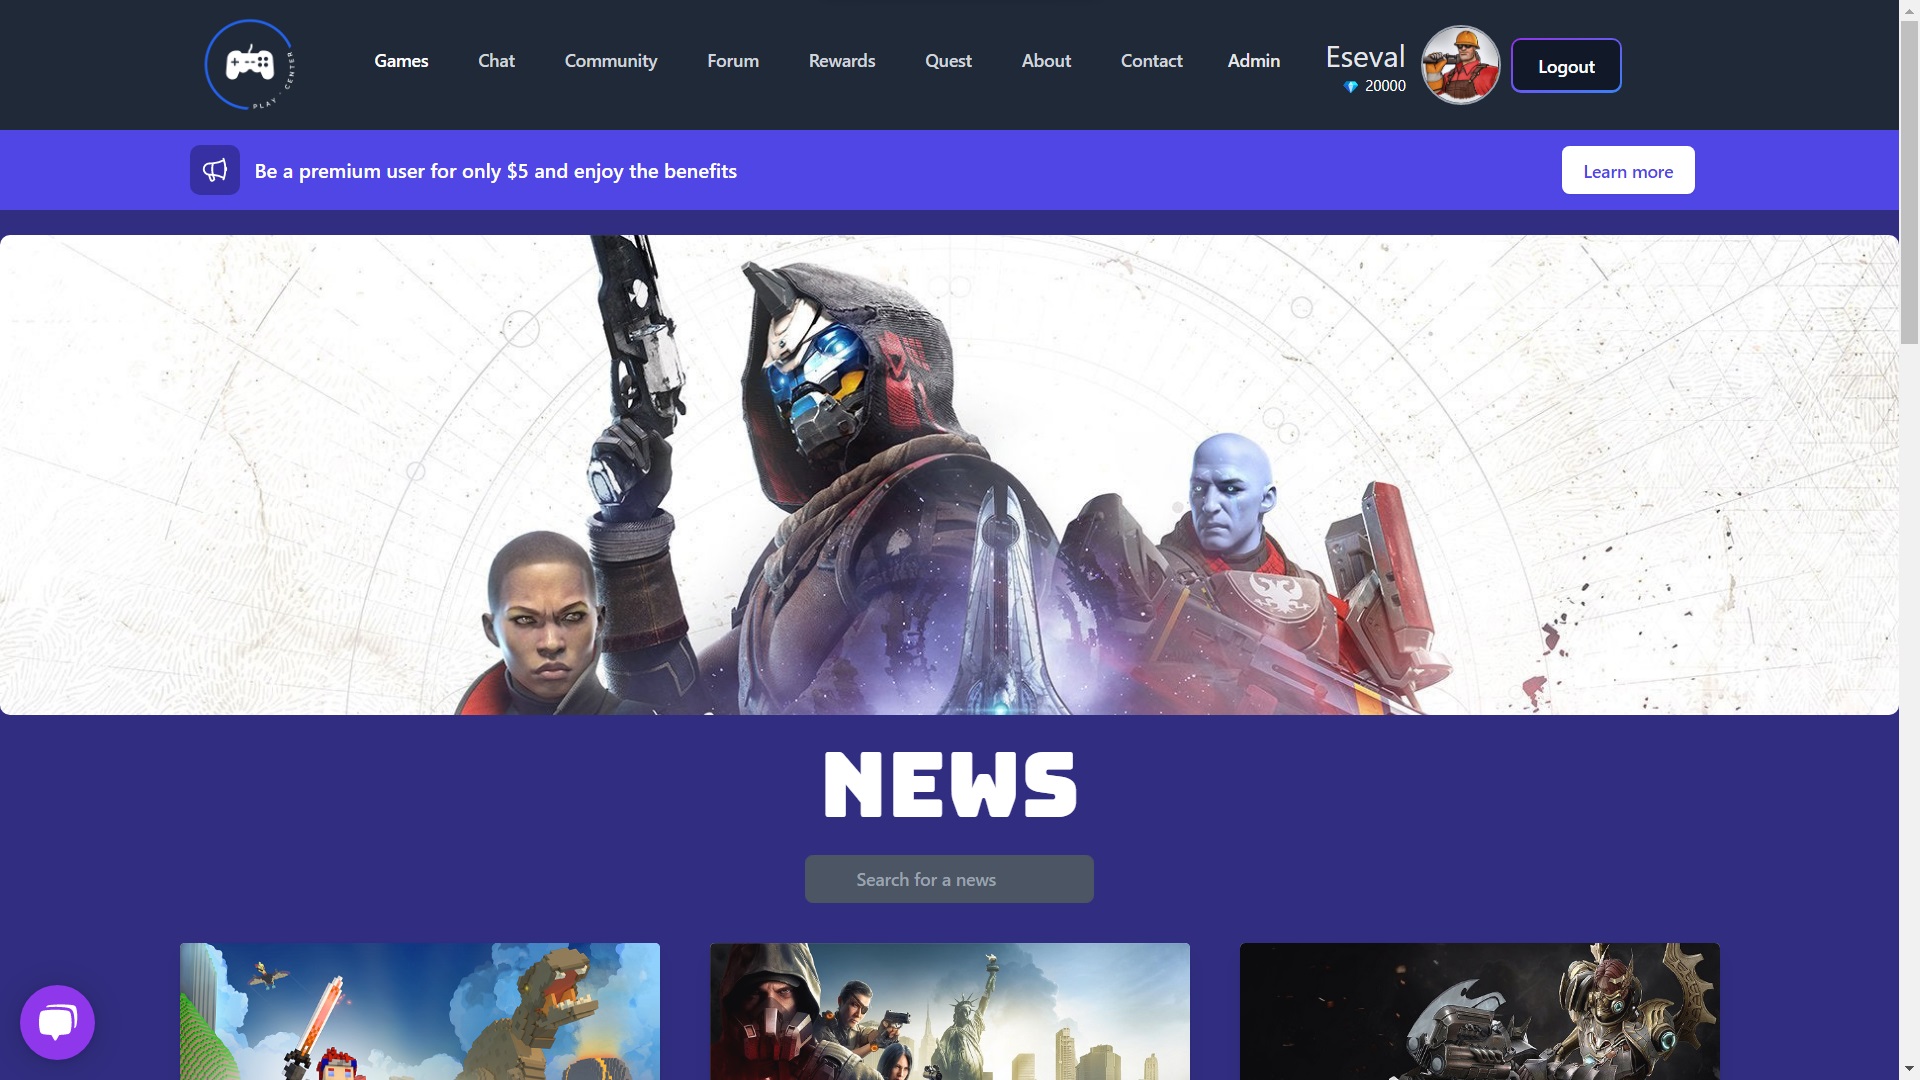 PLAY · CENTER
Games
Chat
Community
Forum
Rewards
Quest
About
Contact
Admin
Eseval
20000
Logout
Be a premium user for only $5 and enjoy the benefits
Learn more
NEWS
Search for a news